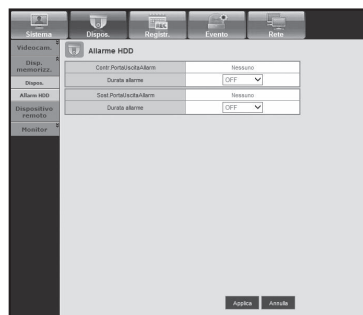 Sistema Dispos. Registr. Evento Rete
Videocam.
Disp.
memorizz.
Dispos.
Allarm HDD
Dispositivo
remoto
Monitor
Allarme HDD
Contr.PortaUscitaAllarm Nessuno
Durata allarme OFF
Sost.PortaUscitaAllarm Nessuno
Durata allarme OFF
Applica Annulla